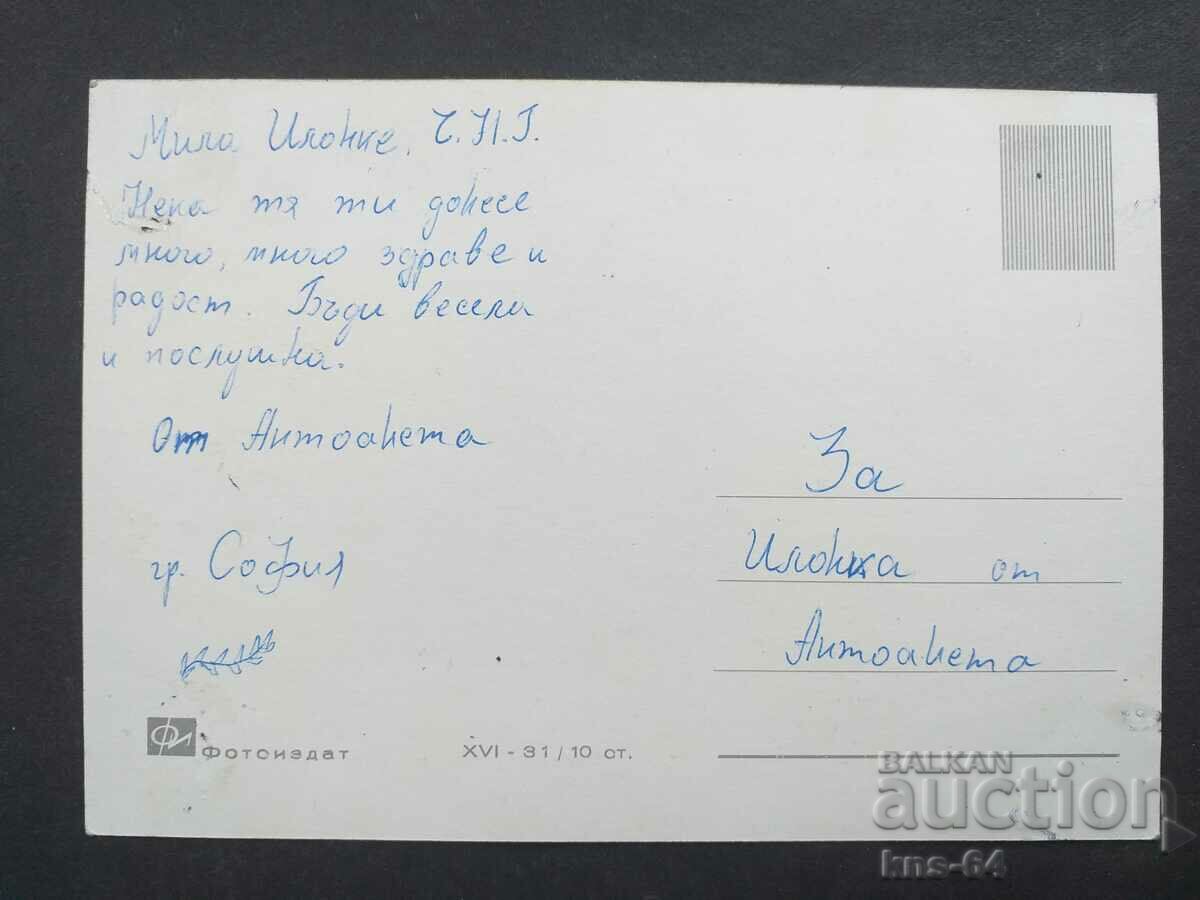 Мила Илонке, Ч.Н.Г.
Нека тя ти донесе
много, много здраве и
радост. Бъди весела
и послушна.
От Антоанета
гр. София
За
Илонка от
Антоанета
ФИ
Фотоиздат
XVI - 31 / 10 ст.
BALKAN
auction
kns-64